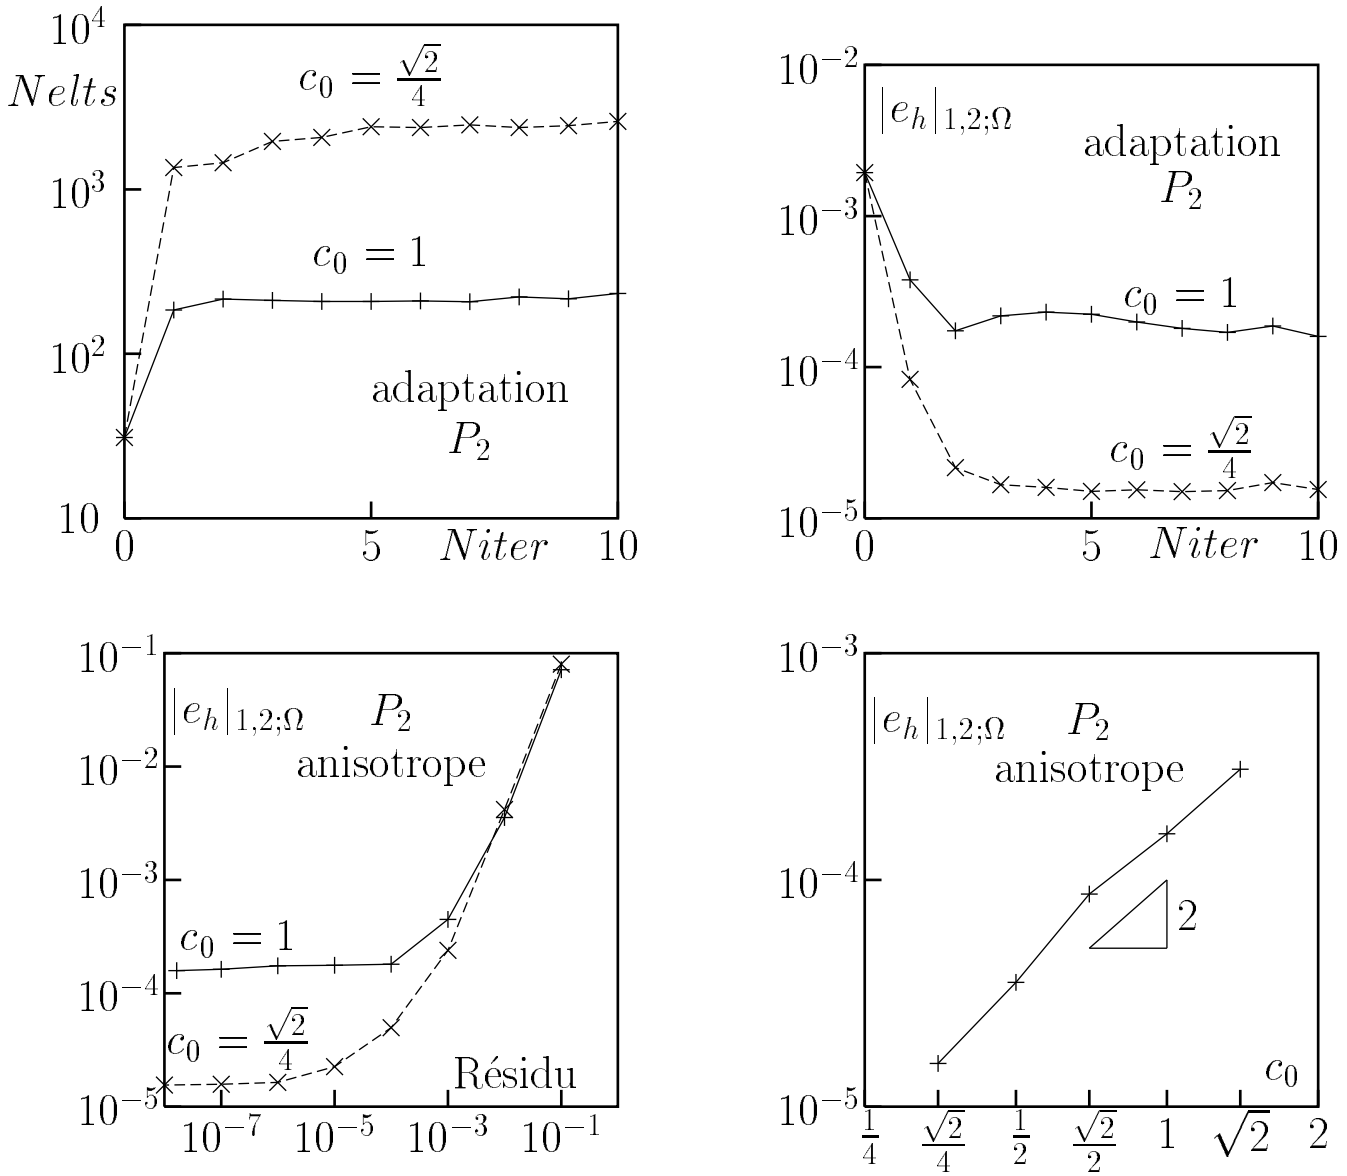 10^4
Nelts
c_0 = √2/4
10^3
c_0 = 1
10^2
adaptation
P_2
10
0 5 Niter 10
10^−2
|e_h|_1,2;Ω
adaptation
P_2
10^−3
c_0 = 1
10^−4
c_0 = √2/4
10^−5
0 5 Niter 10
10^−1
|e_h|_1,2;Ω P_2
anisotrope
10^−2
10^−3
c_0 = 1
10^−4
c_0 = √2/4
Résidu
10^−5
10^−7 10^−5 10^−3 10^−1
10^−3
|e_h|_1,2;Ω P_2
anisotrope
10^−4
2
c_0
10^−5
1/4 √2/4 1/2 √2/2 1 √2 2